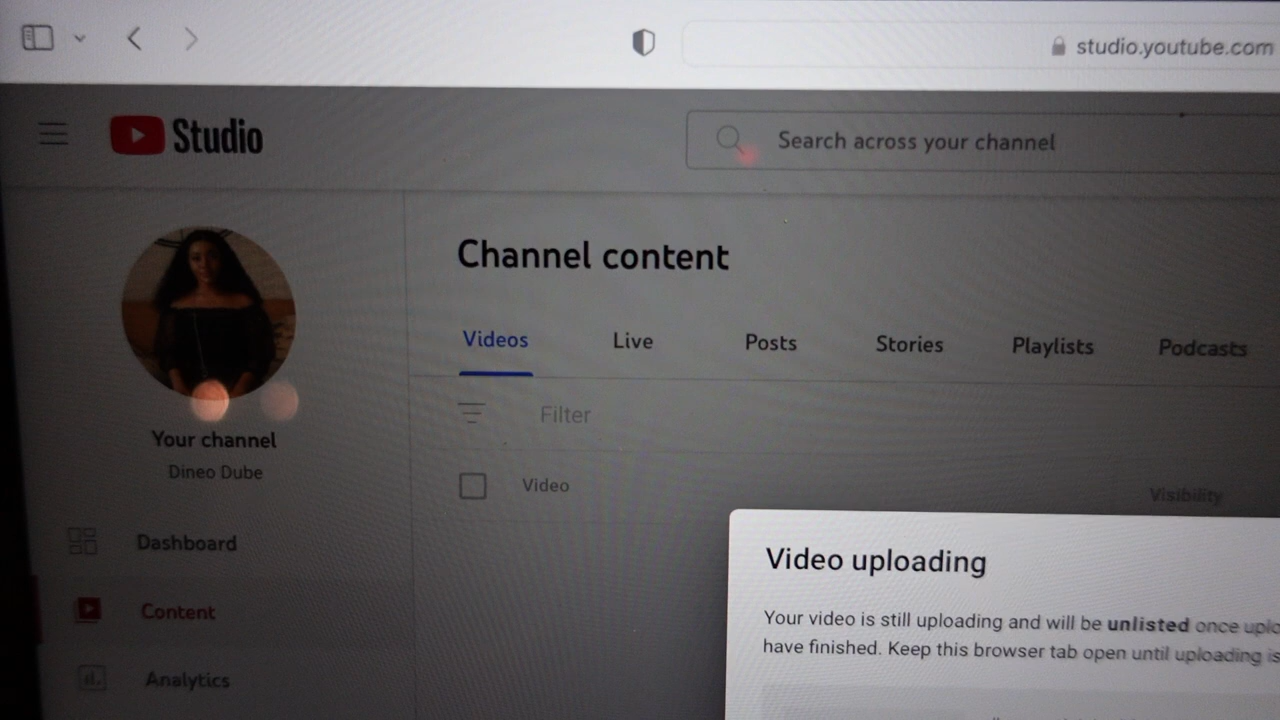 studio.youtube.com
Studio
Search across your channel
Channel content
Videos Live Posts Stories Playlists Podcasts
Filter
Your channel
Dineo Dube
Video Visibility
Dashboard
Content
Analytics
Video uploading
Your video is still uploading and will be unlisted once uplo
have finished. Keep this browser tab open until uploading is